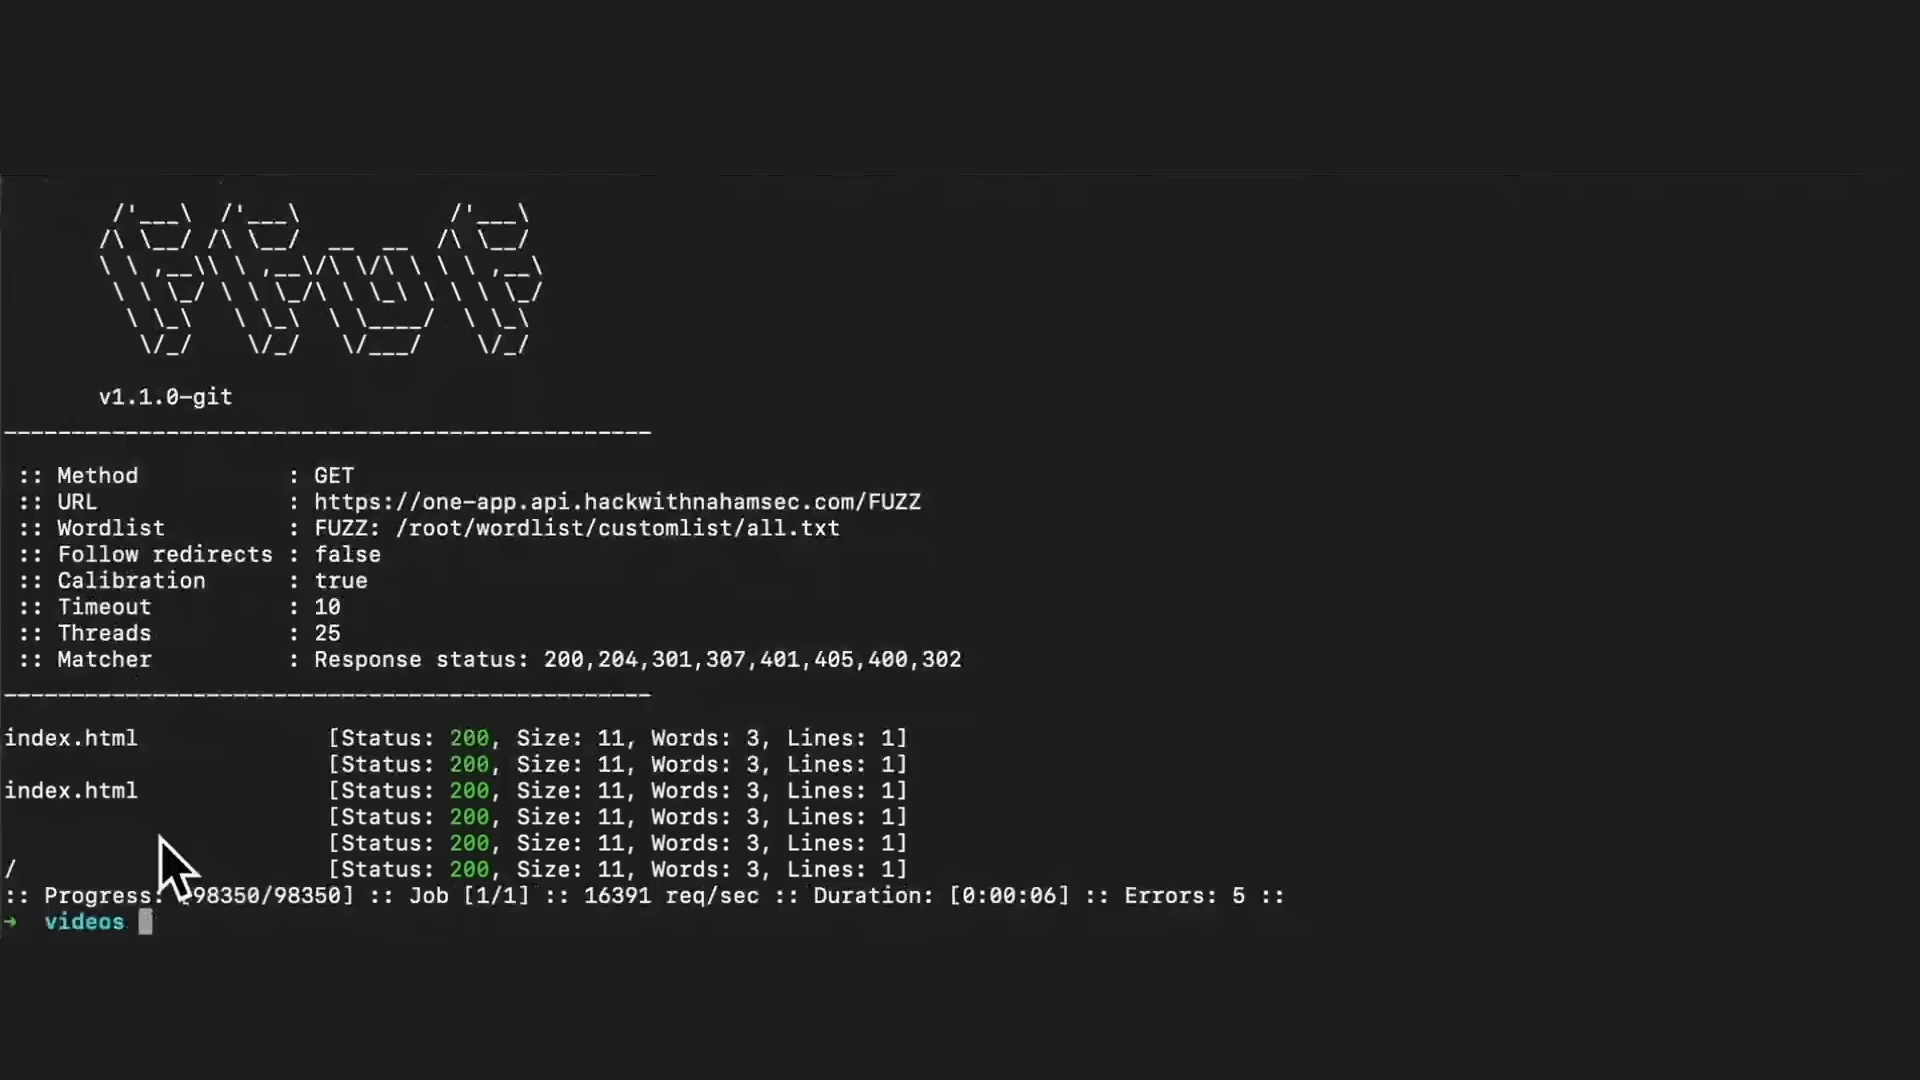 /'___\  /'___\           /'___\
       /\ \__/ /\ \__/  __  __  /\ \__/
       \ \ ,__\\ \ ,__\/\ \/\ \ \ \ ,__\
        \ \ \_/ \ \ \_/\ \ \_\ \ \ \ \_/
         \ \_\   \ \_\  \ \____/  \ \_\
          \/_/    \/_/   \/___/    \/_/
v1.1.0-git
________________________________________________
:: Method : GET
:: URL : https://one-app.api.hackwithnahamsec.com/FUZZ
:: Wordlist : FUZZ: /root/wordlist/customlist/all.txt
:: Follow redirects : false
:: Calibration : true
:: Timeout : 10
:: Threads : 25
:: Matcher : Response status: 200,204,301,307,401,405,400,302
________________________________________________
index.html [Status: 200, Size: 11, Words: 3, Lines: 1]
[Status: 200, Size: 11, Words: 3, Lines: 1]
index.html [Status: 200, Size: 11, Words: 3, Lines: 1]
[Status: 200, Size: 11, Words: 3, Lines: 1]
[Status: 200, Size: 11, Words: 3, Lines: 1]
/ [Status: 200, Size: 11, Words: 3, Lines: 1]
:: Progress: [98350/98350] :: Job [1/1] :: 16391 req/sec :: Duration: [0:00:06] :: Errors: 5 ::
→ videos